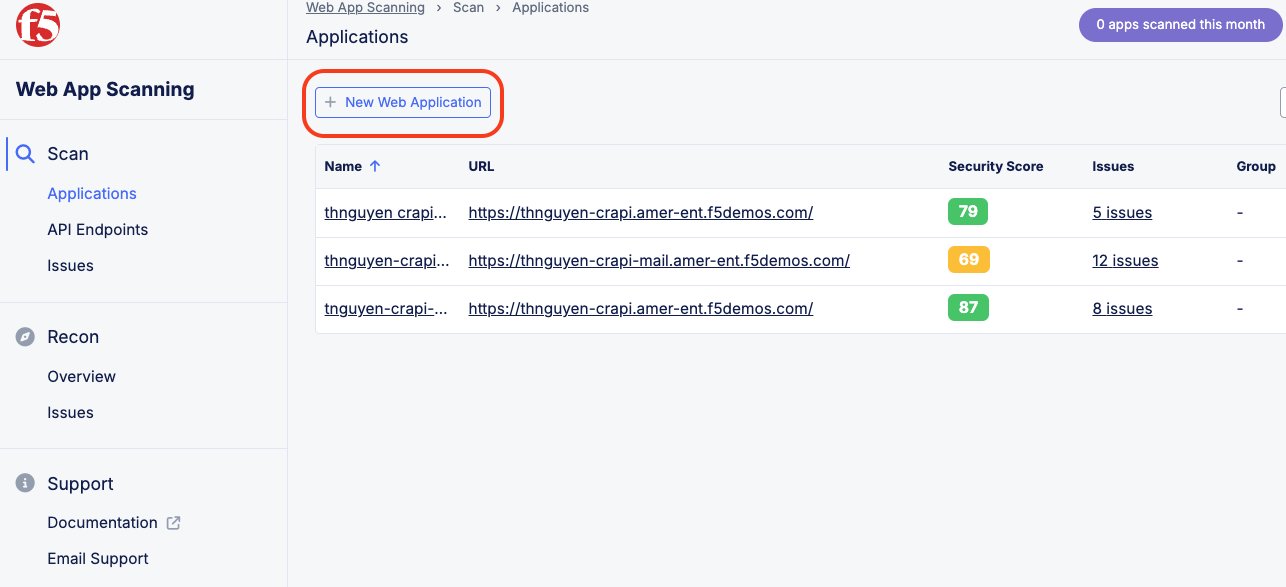 f5
Web App Scanning › Scan › Applications
Applications
0 apps scanned this month
Web App Scanning
+ New Web Application
Scan
Applications
API Endpoints
Issues
Recon
Overview
Issues
Support
Documentation
Email Support
Name ↑ URL Security Score Issues Group
thnguyen crapi... https://thnguyen-crapi.amer-ent.f5demos.com/ 79 5 issues -
thnguyen-crapi... https://thnguyen-crapi-mail.amer-ent.f5demos.com/ 69 12 issues -
tnguyen-crapi-... https://thnguyen-crapi.amer-ent.f5demos.com/ 87 8 issues -